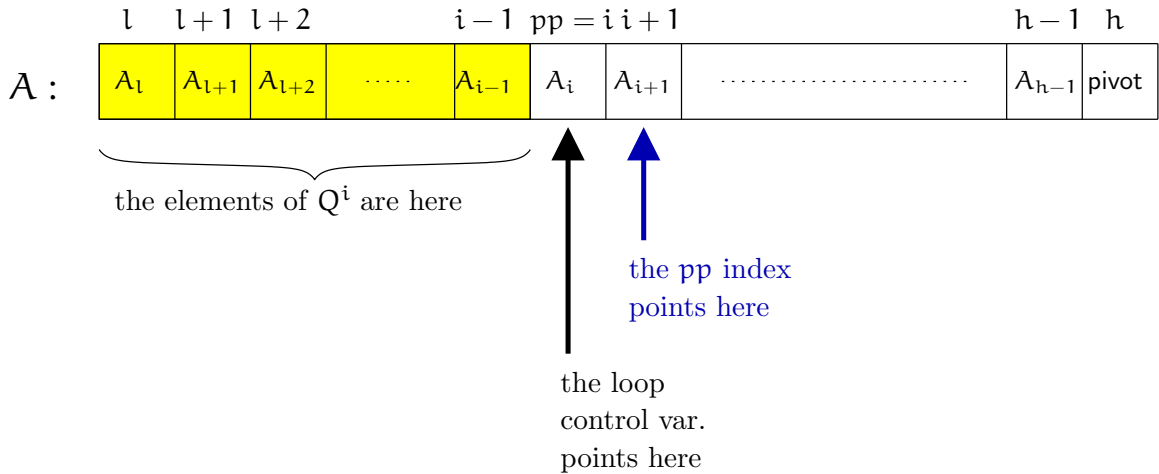 l l + 1 l + 2 i − 1 pp = i i + 1 h − 1 h
A : A_l A_{l+1} A_{l+2} ..... A_{i−1} A_i A_{i+1} .......................... A_{h−1} pivot
the elements of Q^i are here
the pp index
points here
the loop
control var.
points here